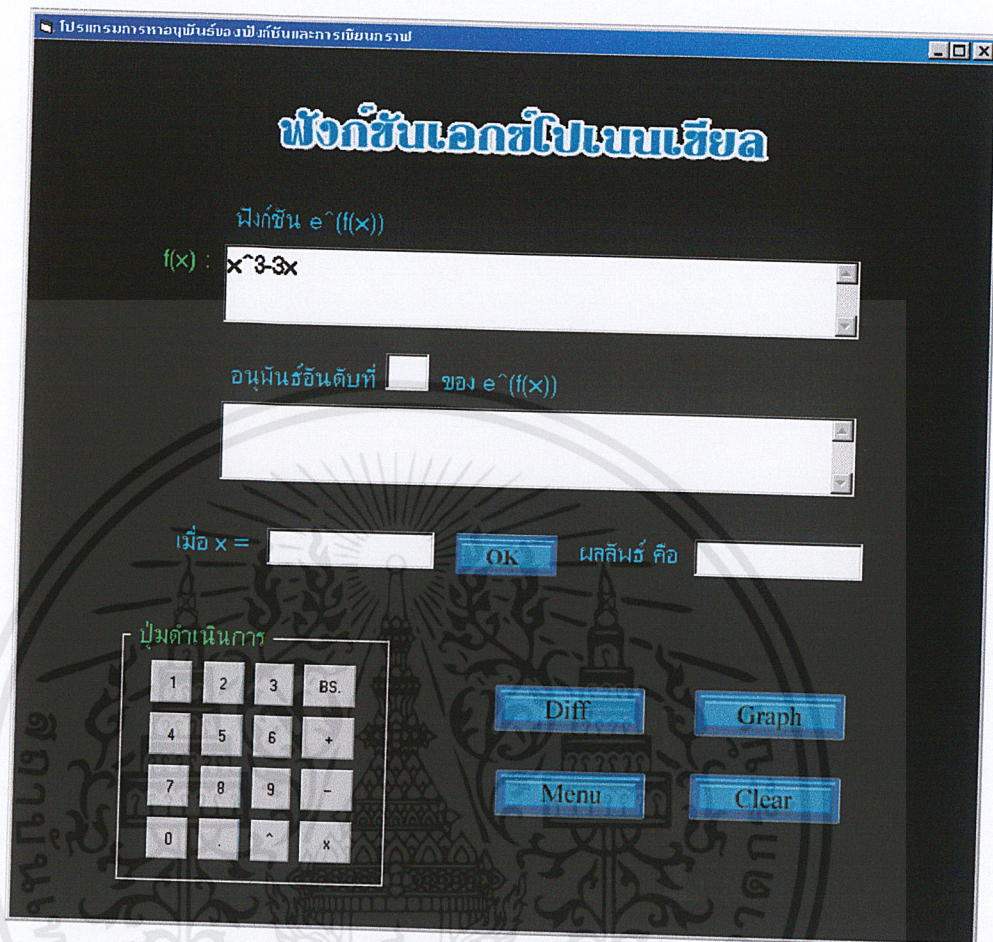 โปรแกรมการหาอนุพันธ์ของฟังก์ชันและการเขียนกราฟ
ฟังก์ชันเอกซ์โปเนนเชียล
ฟังก์ชัน e^(f(x))
f(x) : x^3-3x
อนุพันธ์อันดับที่ ของ e^(f(x))
เมื่อ x = OK ผลลัพธ์ คือ
ปุ่มดำเนินการ
1 2 3 BS.
4 5 6 +
7 8 9 -
0 . ^ x
Diff Graph
Menu Clear